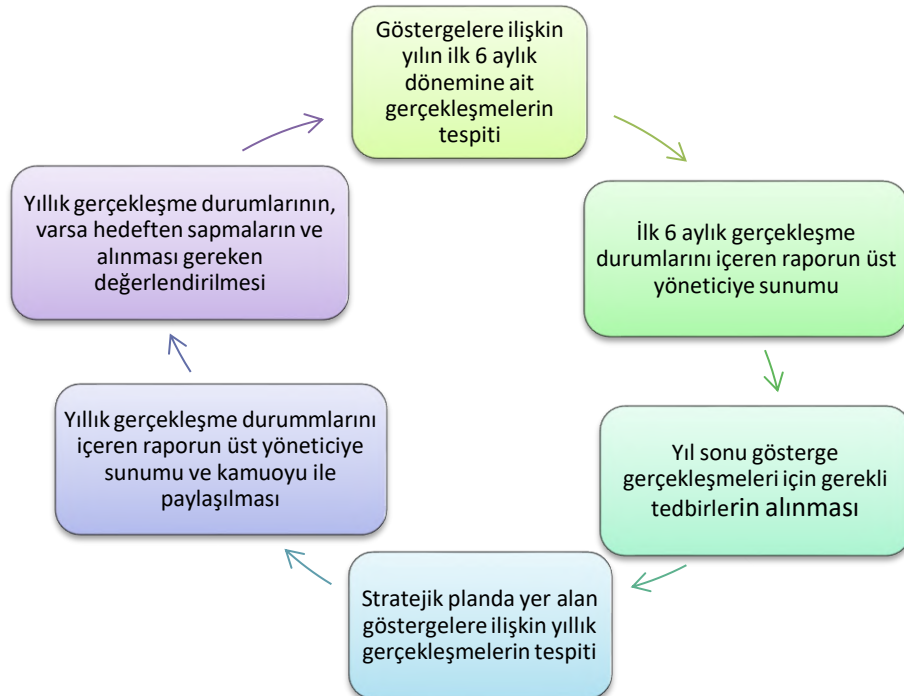 Göstergelere ilişkin
yılın ilk 6 aylık
dönemine ait
gerçekleşmelerin
tespiti
İlk 6 aylık gerçekleşme
durumlarını içeren raporun üst
yöneticiye sunumu
Yıl sonu gösterge
gerçekleşmeleri için gerekli
tedbirlerin alınması
Stratejik planda yer alan
göstergelere ilişkin yıllık
gerçekleşmelerin tespiti
Yıllık gerçekleşme durummlarını
içeren raporun üst yöneticiye
sunumu ve kamuoyu ile
paylaşılması
Yıllık gerçekleşme durumlarının,
varsa hedeften sapmaların ve
alınması gereken
değerlendirilmesi